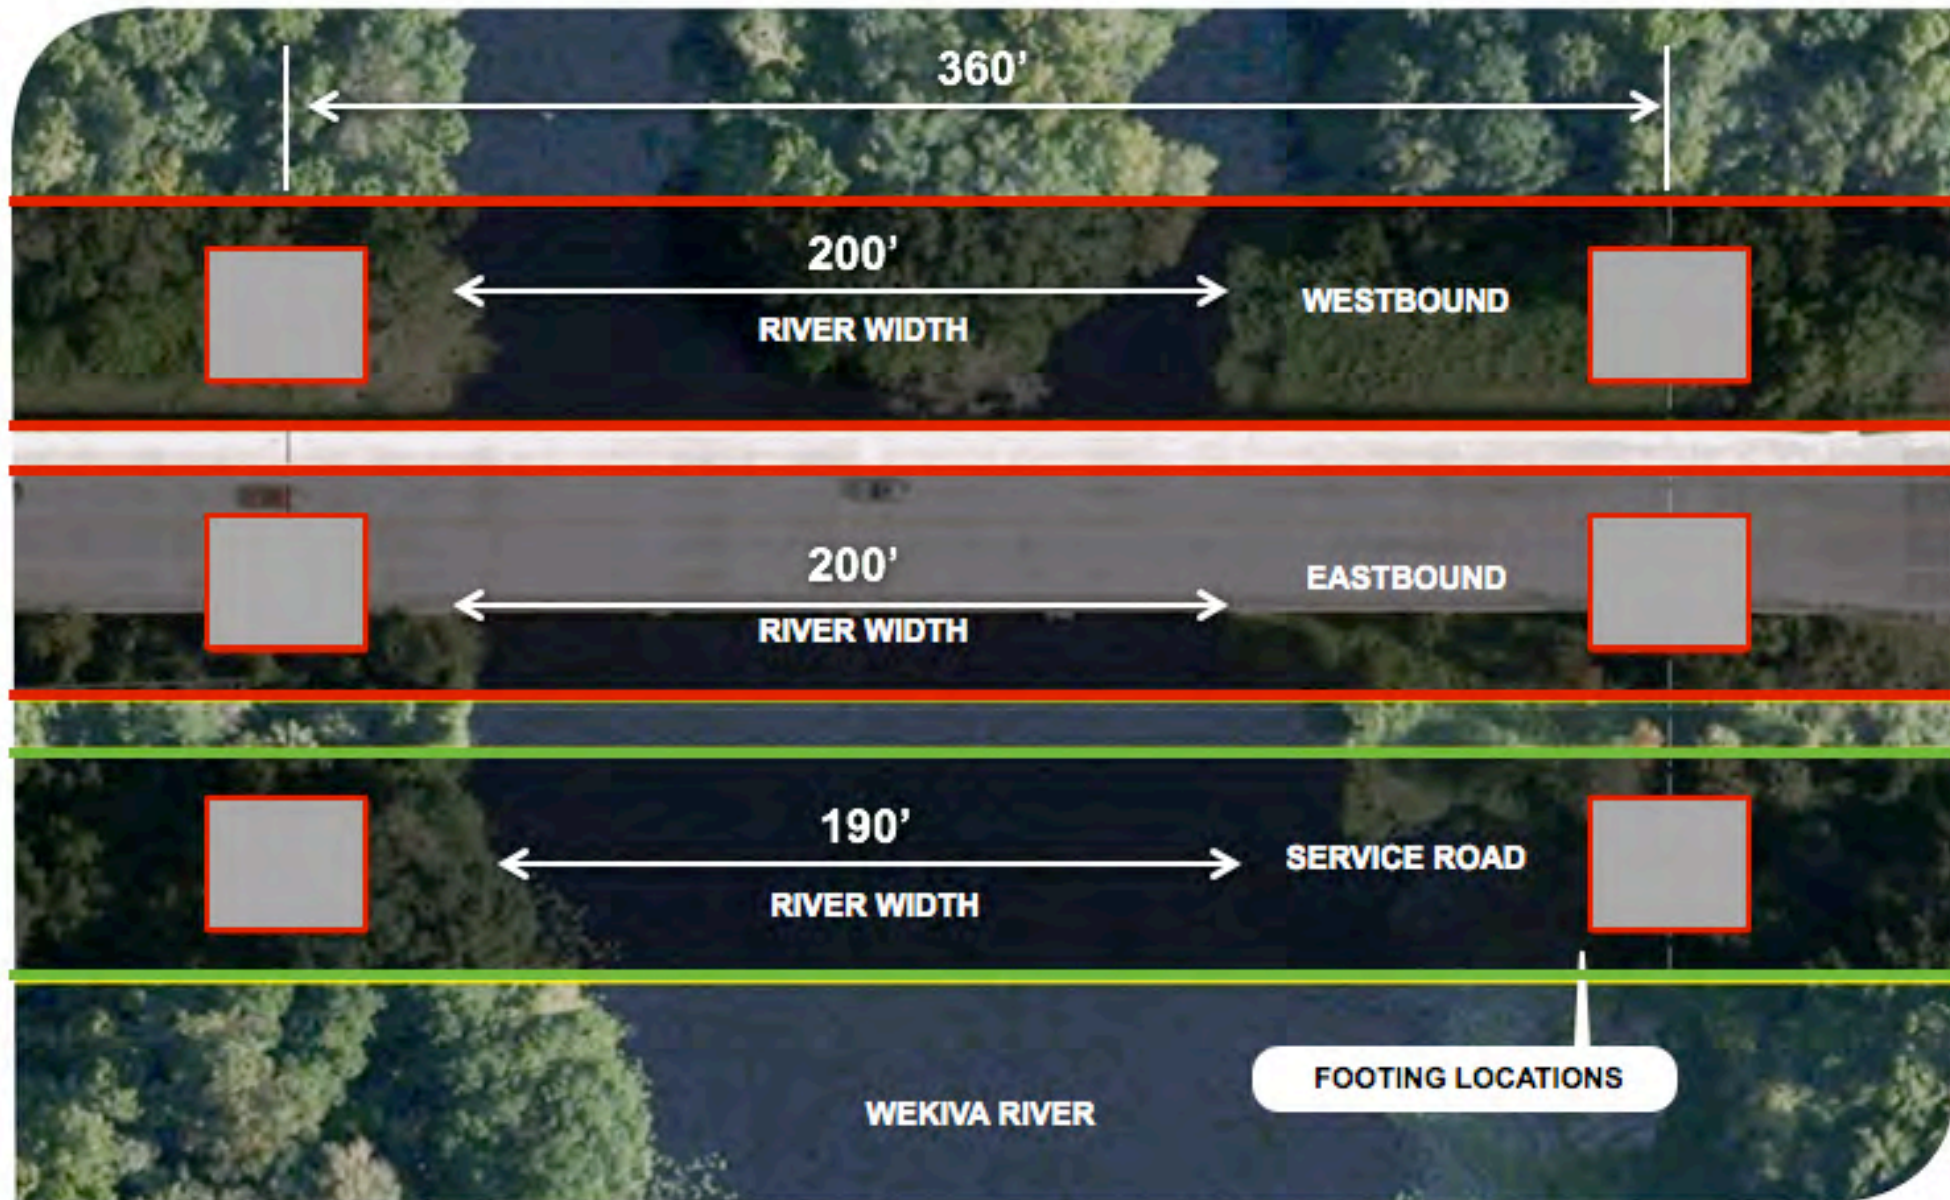 360’
200’
RIVER WIDTH
WESTBOUND
200’
RIVER WIDTH
EASTBOUND
190’
RIVER WIDTH
SERVICE ROAD
FOOTING LOCATIONS
WEKIVA RIVER